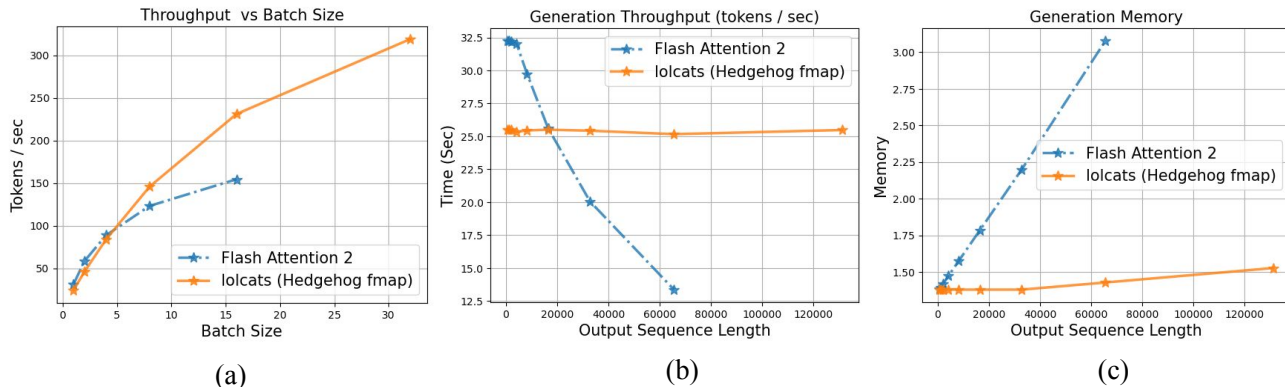 Throughput  vs Batch Size
300
250
200
150
100
50
Tokens / sec
Flash Attention 2
lolcats (Hedgehog fmap)
0 5 10 15 20 25 30
Batch Size
(a)
Generation Throughput (tokens / sec)
32.5
30.0
27.5
25.0
22.5
20.0
17.5
15.0
12.5
Time (Sec)
Flash Attention 2
lolcats (Hedgehog fmap)
0 20000 40000 60000 80000 100000 120000
Output Sequence Length
(b)
Generation Memory
3.00
2.75
2.50
2.25
2.00
1.75
1.50
Memory
Flash Attention 2
lolcats (Hedgehog fmap)
0 20000 40000 60000 80000 100000 120000
Output Sequence Length
(c)